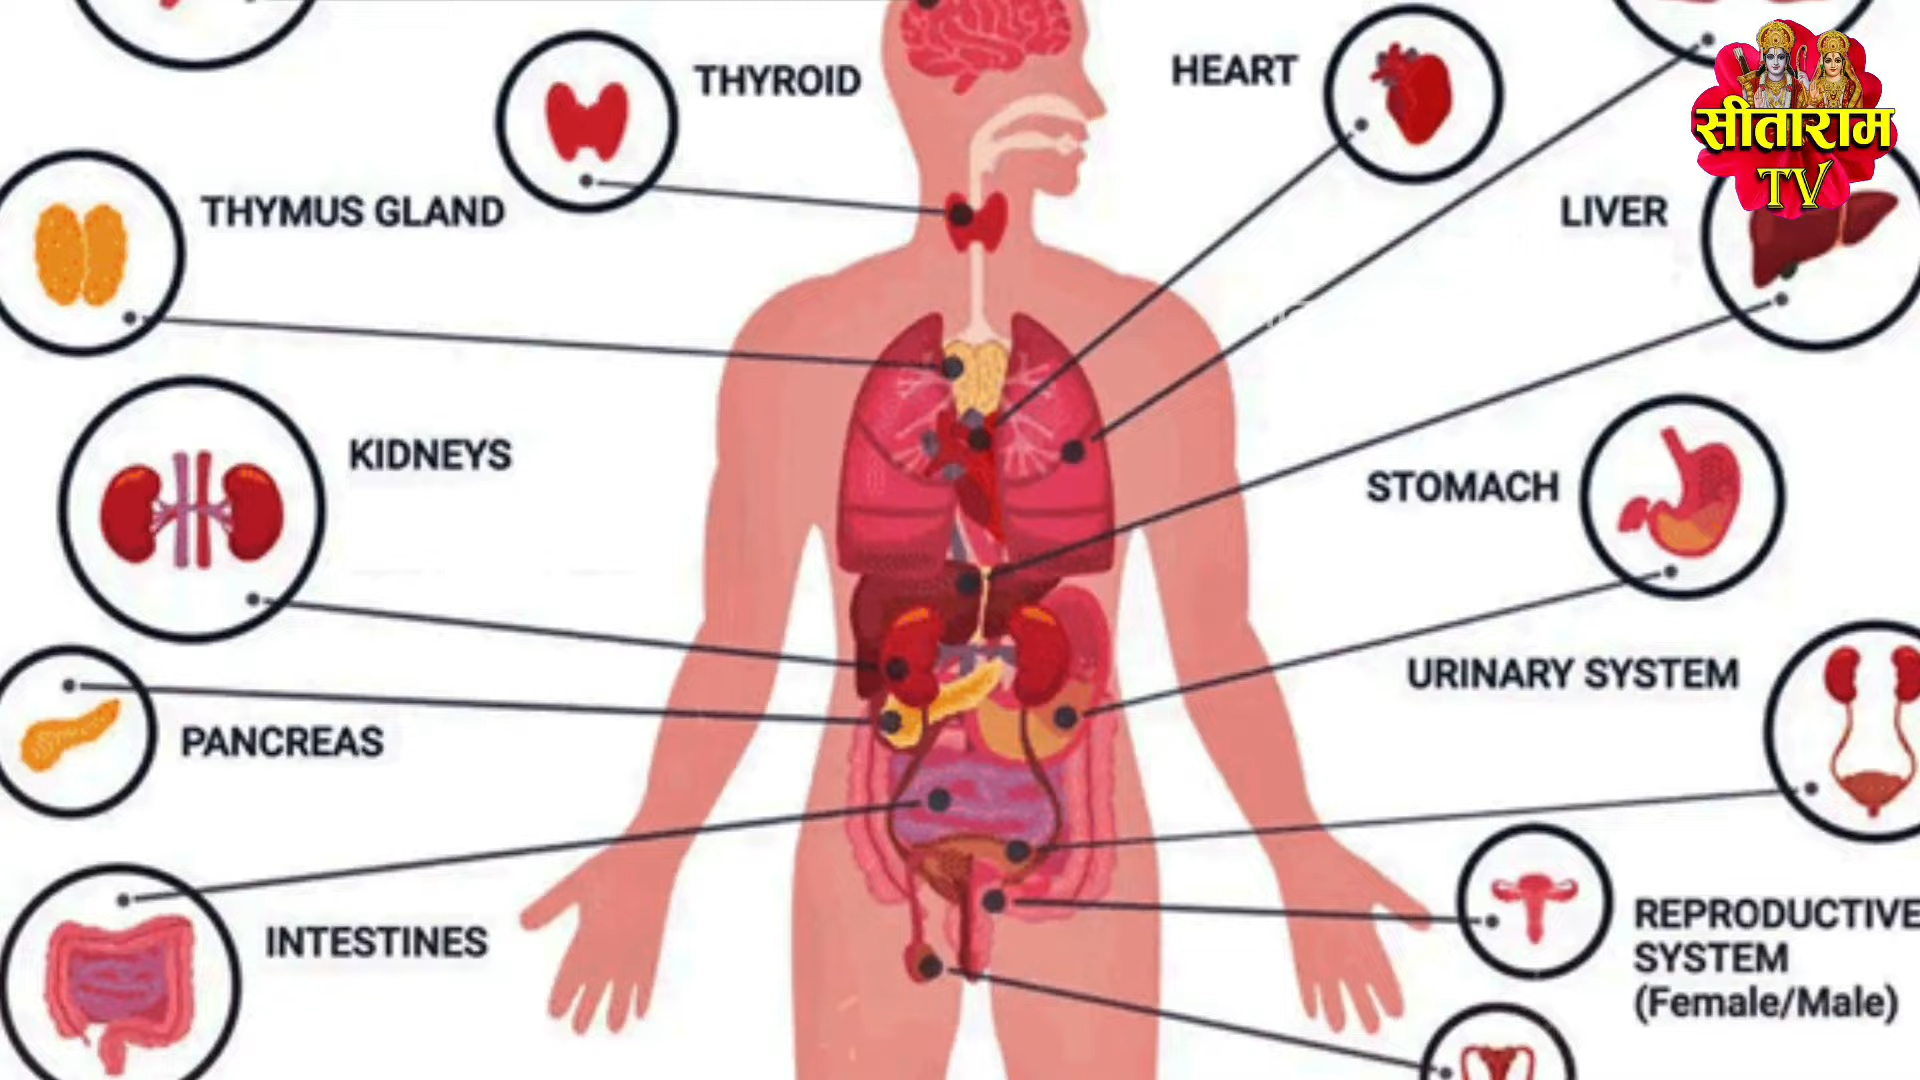 THYROID
HEART
सीताराम
TV
THYMUS GLAND
LIVER
KIDNEYS
STOMACH
URINARY SYSTEM
PANCREAS
INTESTINES
REPRODUCTIVE
SYSTEM
(Female/Male)